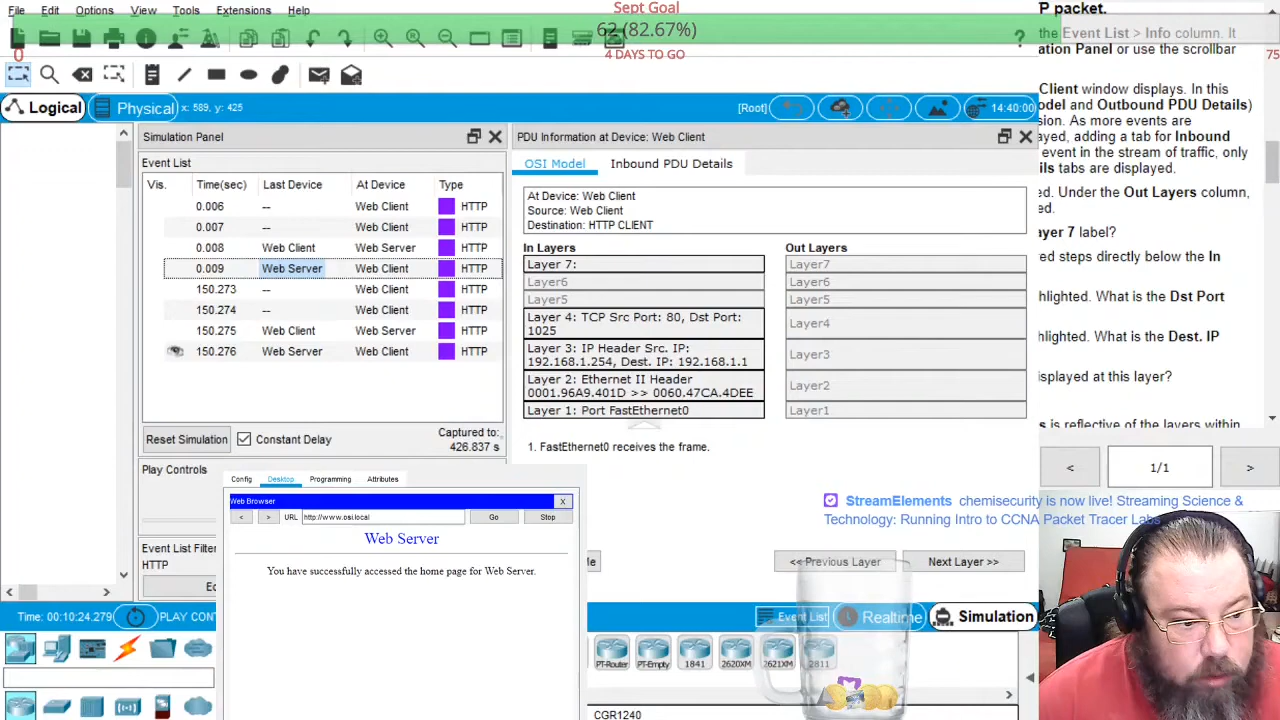 File Edit Options View Tools Extensions Help
Sept Goal
62 (82.67%)
4 DAYS TO GO
0
75
?
Logical
Physical
x: 589, y: 425
[Root]
14:40:00
Simulation Panel
Event List
Vis. Time(sec) Last Device At Device Type
0.006 -- Web Client HTTP
0.007 -- Web Client HTTP
0.008 Web Client Web Server HTTP
0.009 Web Server Web Client HTTP
150.273 -- Web Client HTTP
150.274 -- Web Client HTTP
150.275 Web Client Web Server HTTP
150.276 Web Server Web Client HTTP
Reset Simulation
Constant Delay
Captured to:
426.837 s
Play Controls
Event List Filter
HTTP
PDU Information at Device: Web Client
OSI Model
Inbound PDU Details
At Device: Web Client
Source: Web Client
Destination: HTTP CLIENT
In Layers
Layer 7:
Layer6
Layer5
Layer 4: TCP Src Port: 80, Dst Port:
1025
Layer 3: IP Header Src. IP:
192.168.1.254, Dest. IP: 192.168.1.1
Layer 2: Ethernet II Header
0001.96A9.401D >> 0060.47CA.4DEE
Layer 1: Port FastEthernet0
Out Layers
Layer7
Layer6
Layer5
Layer4
Layer3
Layer2
Layer1
1. FastEthernet0 receives the frame.
Me
<< Previous Layer
Next Layer >>
Config Desktop Programming Attributes
Web Browser
X
< > URL http://www.osi.local Go Stop
Web Server
You have successfully accessed the home page for Web Server.
StreamElements chemisecurity is now live! Streaming Science &
Technology: Running Intro to CCNA Packet Tracer Labs
Time: 00:10:24.279
PLAY CONT
Event List
Realtime
Simulation
PT-Router
PT-Empty
1841
2620XM
2621XM
2811
CGR1240
P packet.
the Event List > Info column. It
ation Panel or use the scrollbar
Client window displays. In this
odel and Outbound PDU Details)
sion. As more events are
ayed, adding a tab for Inbound
event in the stream of traffic, only
ils tabs are displayed.
ed. Under the Out Layers column,
ed.
ayer 7 label?
ed steps directly below the In
hlighted. What is the Dst Port
hlighted. What is the Dest. IP
isplayed at this layer?
s is reflective of the layers within
<
1/1
>